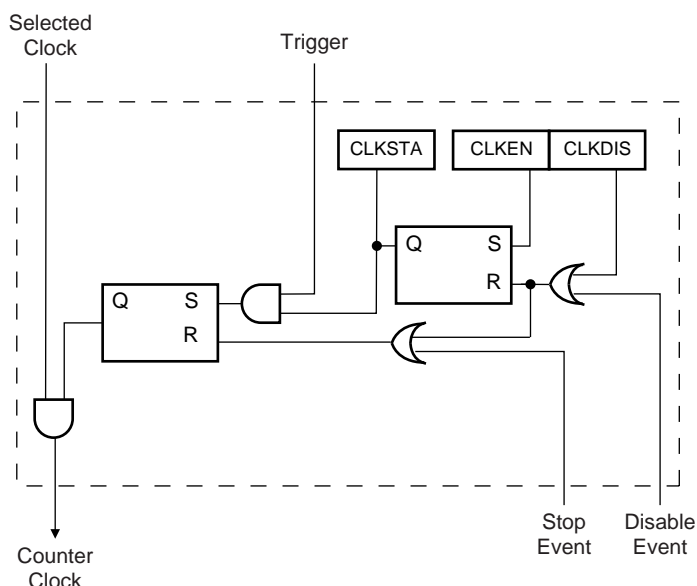 Selected
Clock
Trigger
CLKSTA
CLKEN
CLKDIS
Q
S
R
Q
S
R
Counter
Clock
Stop
Event
Disable
Event